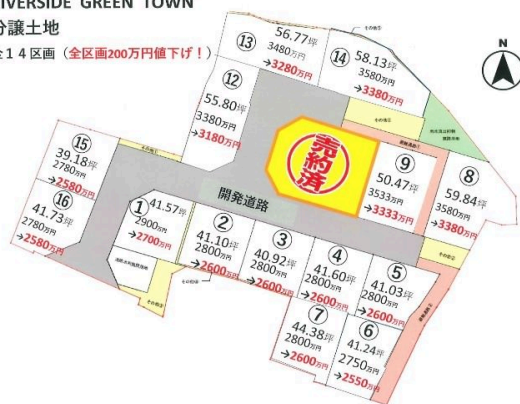 IVERSIDE GREEN TOWN
分譲土地
全１４区画（全区画200万円値下げ！）
N
⑬
56.77坪
3480万円
→3280万円
⑭
58.13坪
3580万円
→3380万円
⑫
55.80坪
3380万円
→3180万円
売約済
⑨
50.47坪
3533万円
→3333万円
⑧
59.84坪
3580万円
→3380万円
⑮
39.18坪
2780万円
→2580万円
⑯
41.73坪
2780万円
→2580万円
開発道路
①
41.57坪
2900万円
→2700万円
②
41.10坪
2800万円
→2600万円
③
40.92坪
2800万円
→2600万円
④
41.60坪
2800万円
→2600万円
⑤
41.03坪
2800万円
→2600万円
⑦
44.38坪
2800万円
→2600万円
⑥
41.24坪
2750万円
→2550万円